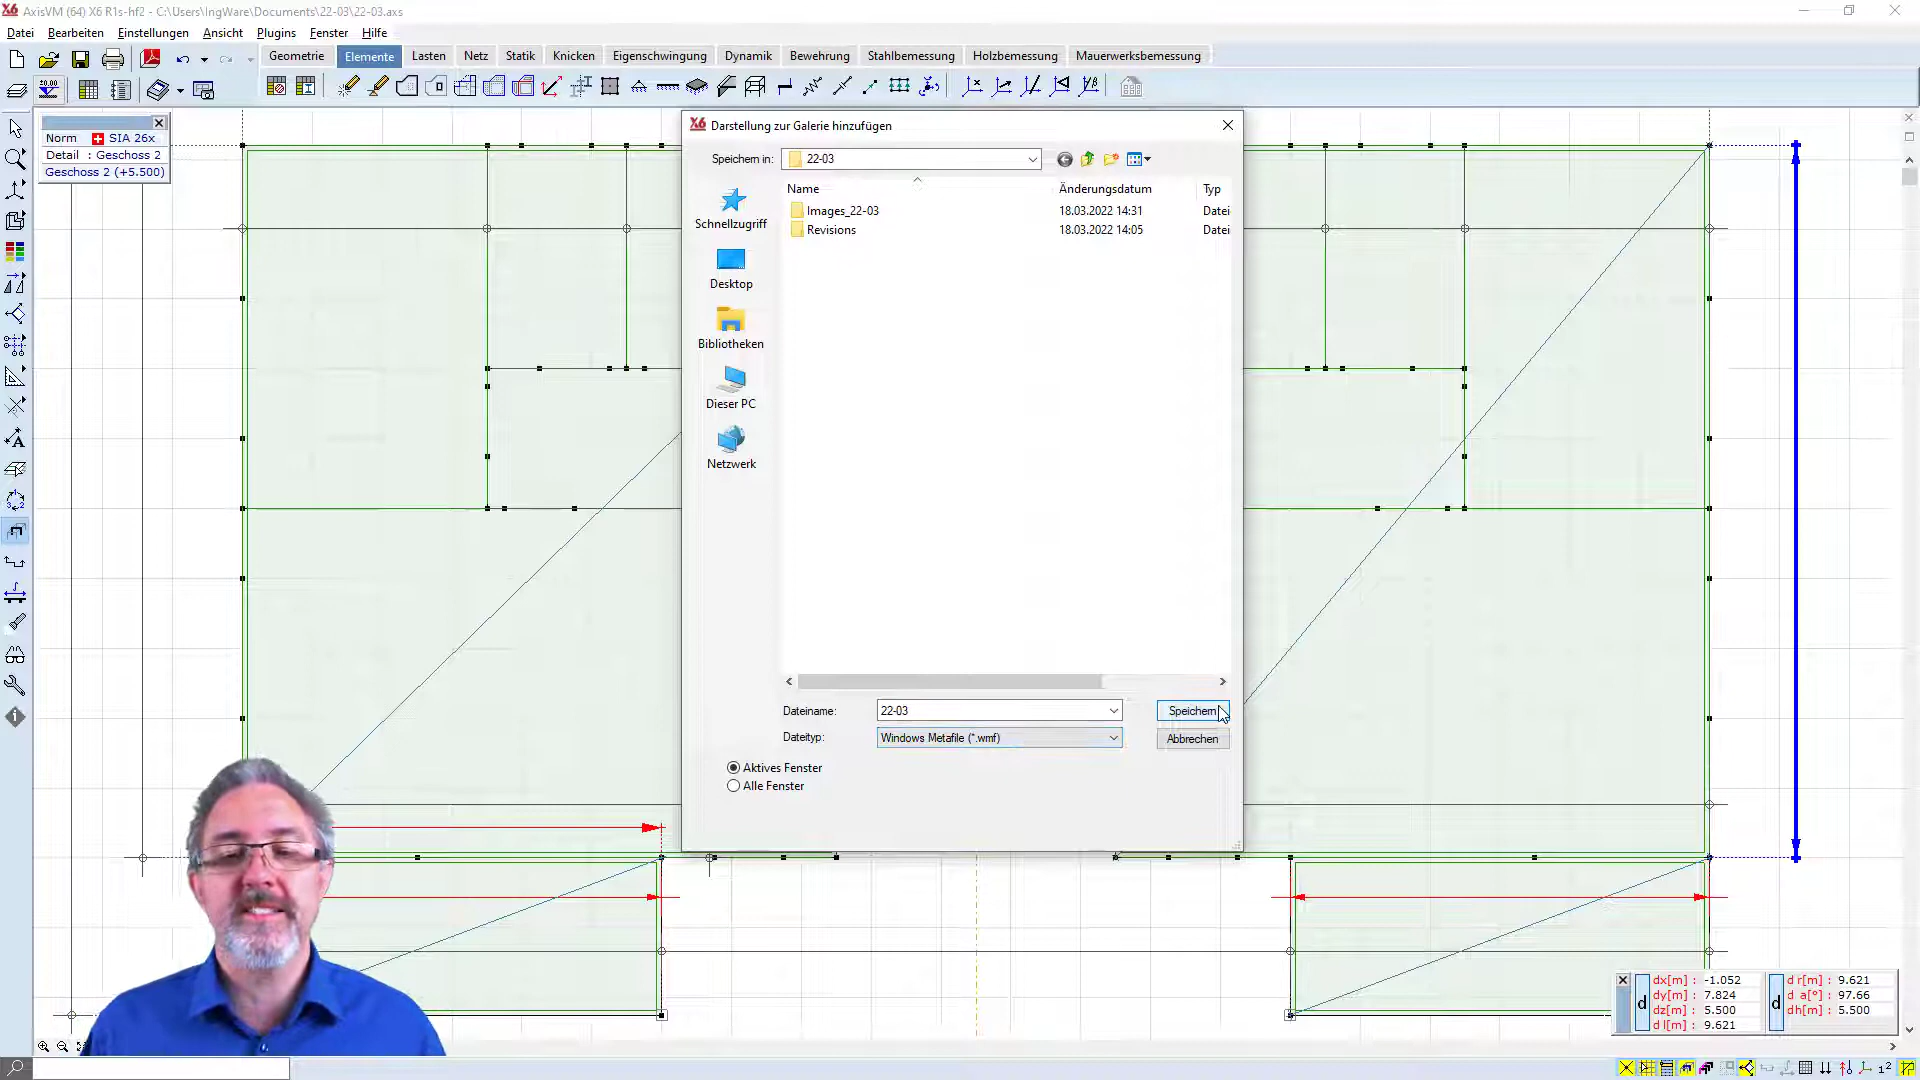 AxisVM (64) X6 R1s-hf2 - C:\Users\IngWare\Documents\22-03\22-03.axs
Datei Bearbeiten Einstellungen Ansicht Plugins Fenster Hilfe
Geometrie Elemente Lasten Netz Statik Knicken Eigenschwingung Dynamik Bewehrung Stahlbemessung Holzbemessung Mauerwerksbemessung
Norm SIA 26x
Detail : Geschoss 2
Geschoss 2 (+5.500)
Darstellung zur Galerie hinzufügen
Speichern in: 22-03
Name Änderungsdatum Typ
Images_22-03 18.03.2022 14:31 Datei
Revisions 18.03.2022 14:05 Datei
Schnellzugriff
Desktop
Bibliotheken
Dieser PC
Netzwerk
Dateiname: 22-03 Speichern
Dateityp: Windows Metafile (*.wmf) Abbrechen
Aktives Fenster
Alle Fenster
d
dx[m] : -1.052
dy[m] : 7.824
dz[m] : 5.500
d l[m] : 9.621
d
d r[m] : 9.621
d a[°] : 97.66
dh[m] : 5.500